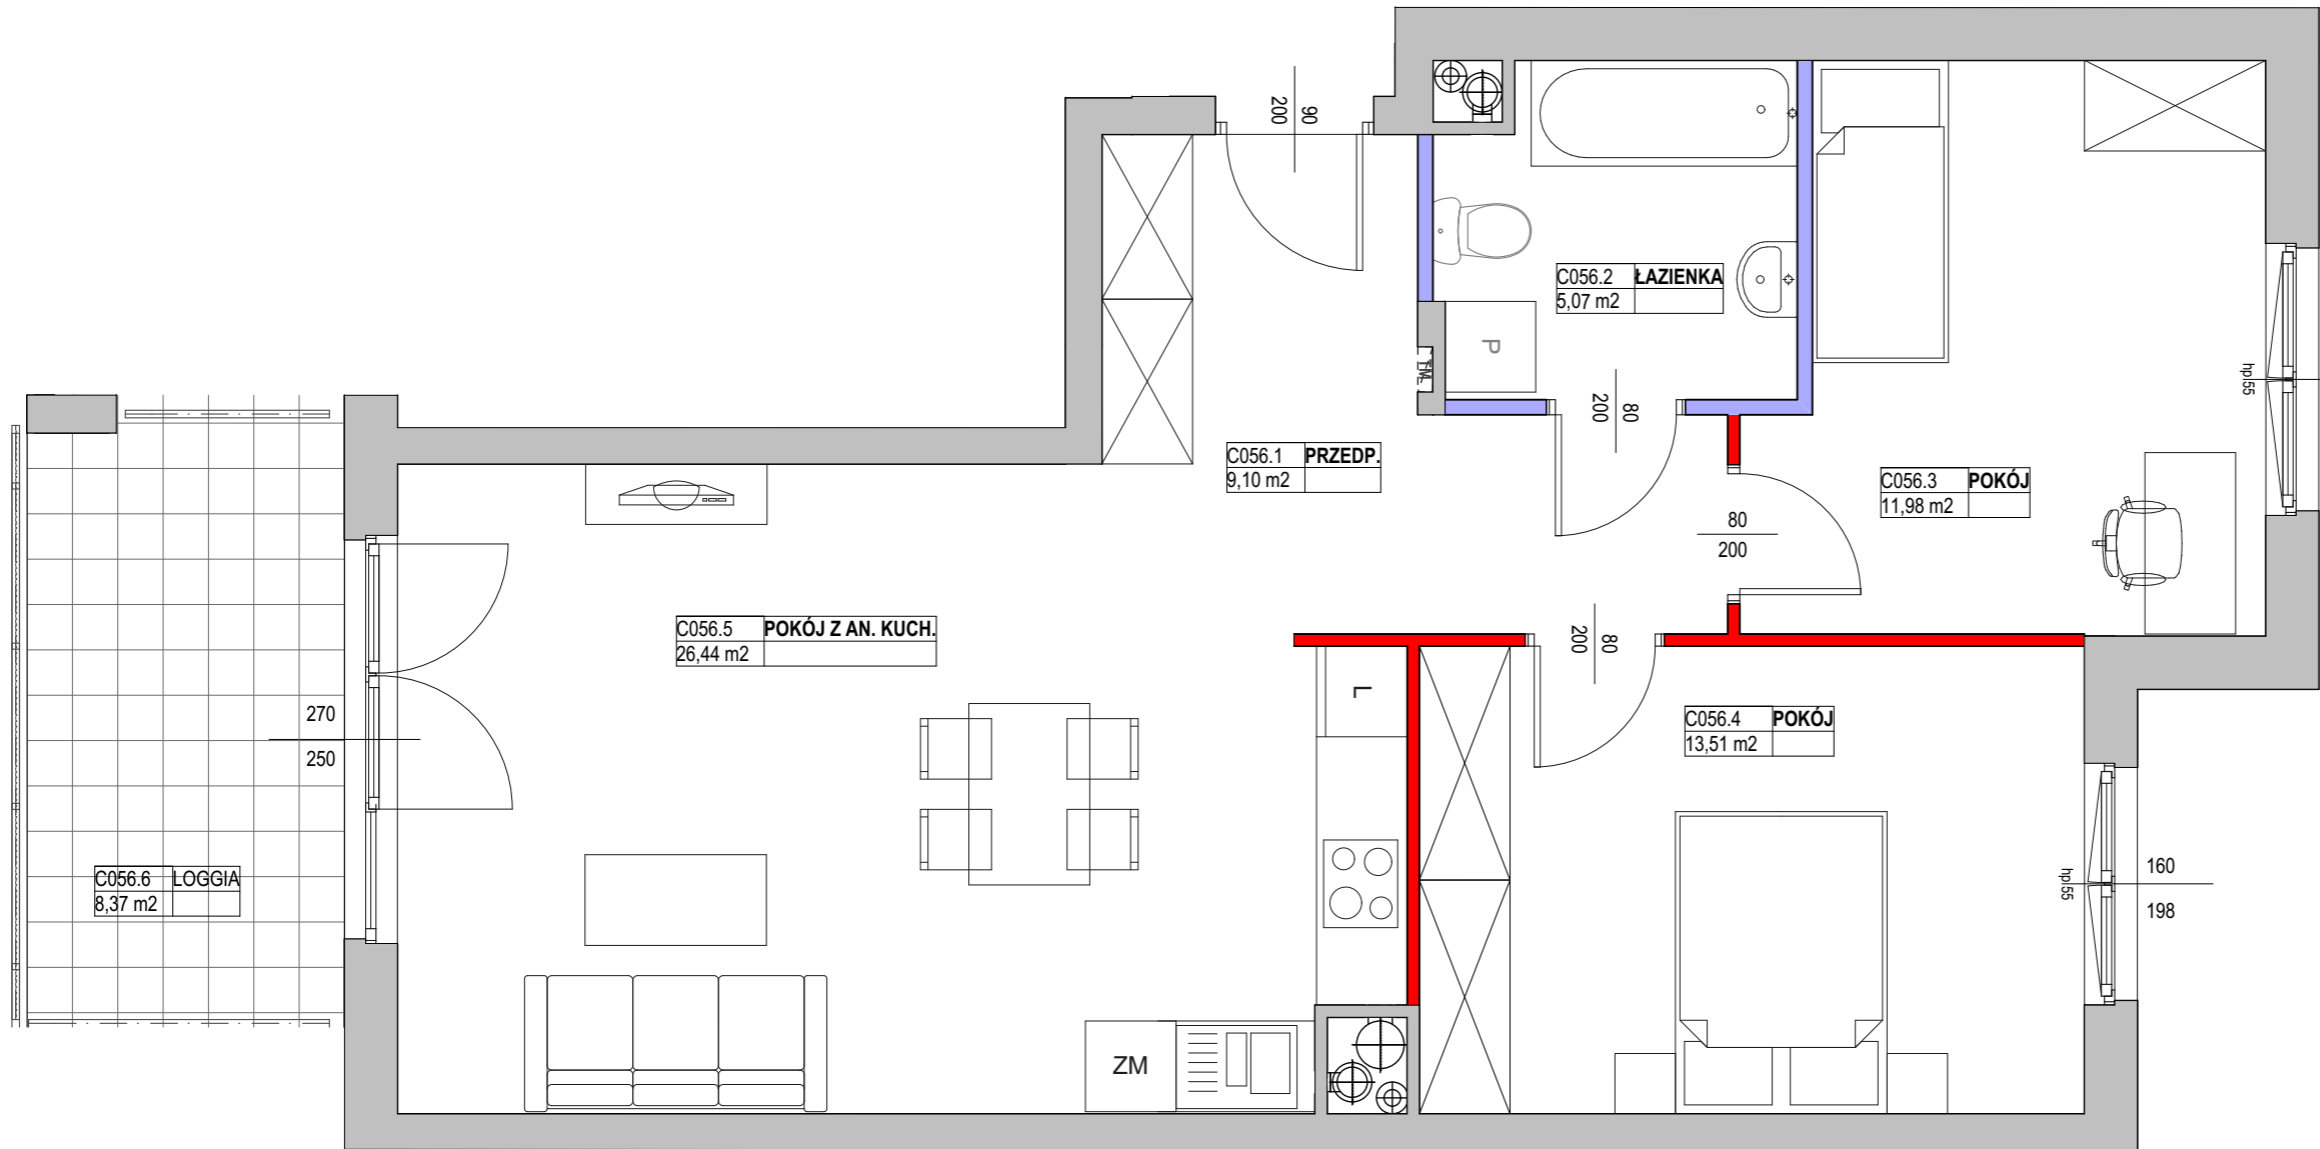 90
200
C056.2 ŁAZIENKA
5,07 m2
P
TM
80
200
hp!55
C056.1 PRZEDP.
9,10 m2
C056.3 POKÓJ
11,98 m2
80
200
C056.5 POKÓJ Z AN. KUCH.
26,44 m2
80
200
L
C056.4 POKÓJ
13,51 m2
270
250
C056.6 LOGGIA
8,37 m2
hp!55
160
198
ZM